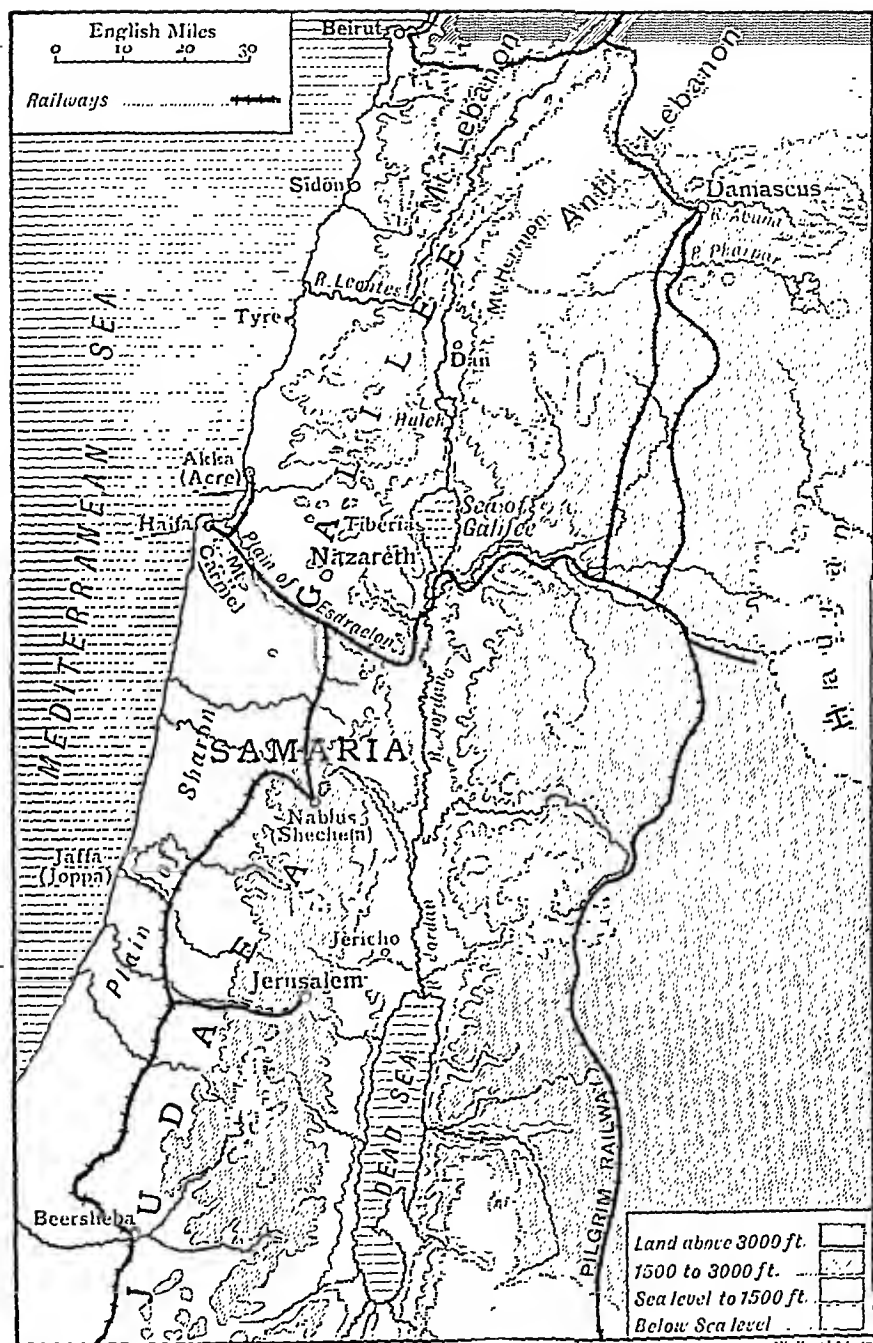 English Miles
0 10 20 30
Railways
Beirut
Mt. Lebanon
Anti Lebanon
Sidon
Damascus
R. Abana
R. Pharpar
R. Leontes
Mt. Hermon
Tyre
Dan
L. Huleh
GALILEE
MEDITERRANEAN SEA
Akka
(Acre)
Haifa
Tiberias
Sea of
Galilee
Nazareth
Plain of Esdraelon
Mt.
Carmel
Hauran
R. Jordan
SAMARIA
Plain of Sharon
Nablus
(Shechem)
Jaffa
(Joppa)
Jericho
R. Jordan
Jerusalem
JUDAEA
DEAD SEA
PILGRIM RAILWAY
Beersheba
Land above 3000 ft.
1500 to 3000 ft.
Sea level to 1500 ft.
Below Sea level